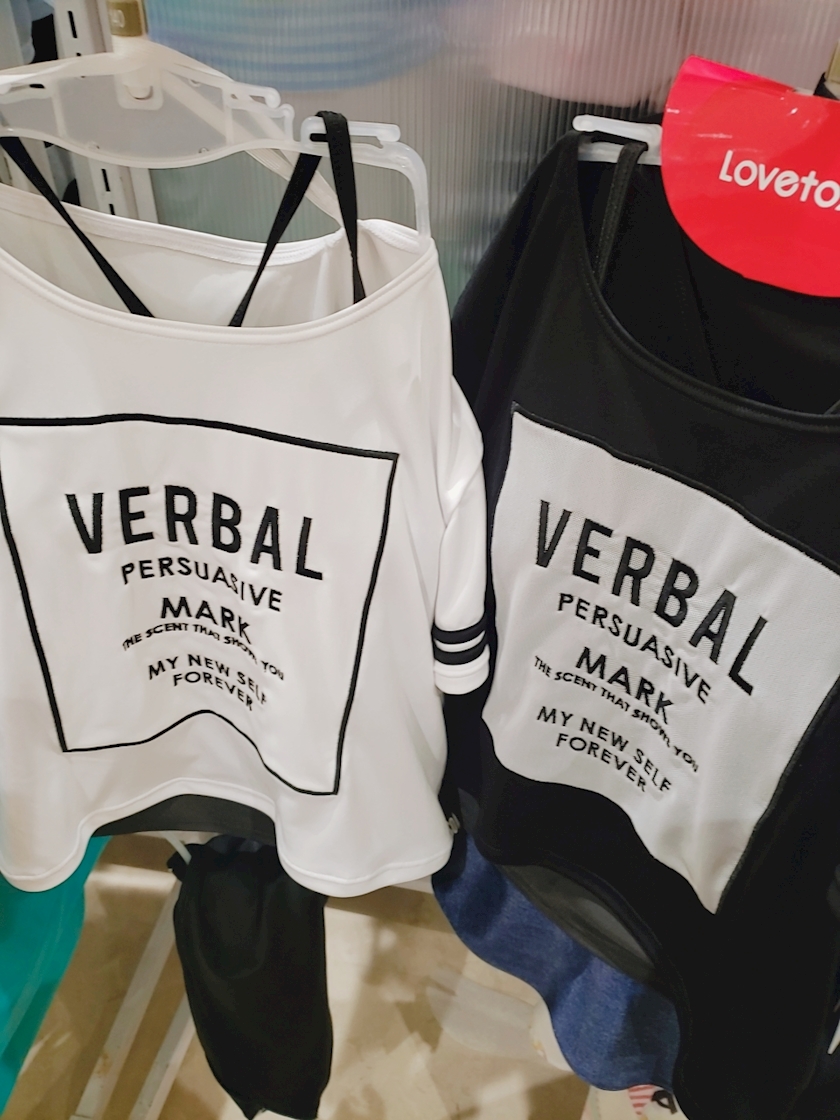 VERBAL
PERSUASIVE
MARK
THE SCENT THAT SHOWS YOU
MY NEW SELF
FOREVER
VERBAL
PERSUASIVE
MARK
THE SCENT THAT SHOWS YOU
MY NEW SELF
FOREVER